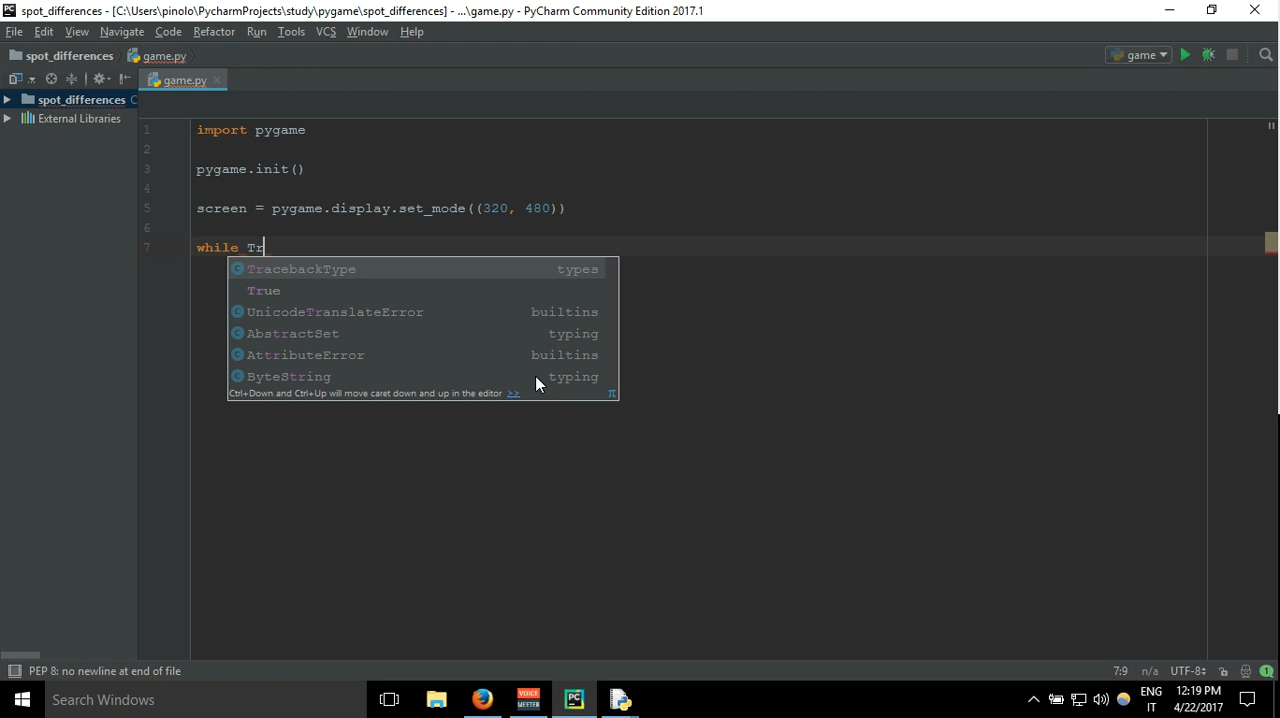 spot_differences - [C:\Users\pinolo\PycharmProjects\study\pygame\spot_differences] - ...\game.py - PyCharm Community Edition 2017.1
File Edit View Navigate Code Refactor Run Tools VCS Window Help
spot_differences game.py game
game.py
spot_differences C
External Libraries
1 import pygame
2
3 pygame.init()
4
5 screen = pygame.display.set_mode((320, 480))
6
7 while Tr
TracebackType types
True
UnicodeTranslateError builtins
AbstractSet typing
AttributeError builtins
ByteString typing
Ctrl+Down and Ctrl+Up will move caret down and up in the editor >> π
PEP 8: no newline at end of file 7:9 n/a UTF-8 1
Search Windows
VOICE MEETER
PC
ENG 12:19 PM
IT 4/22/2017